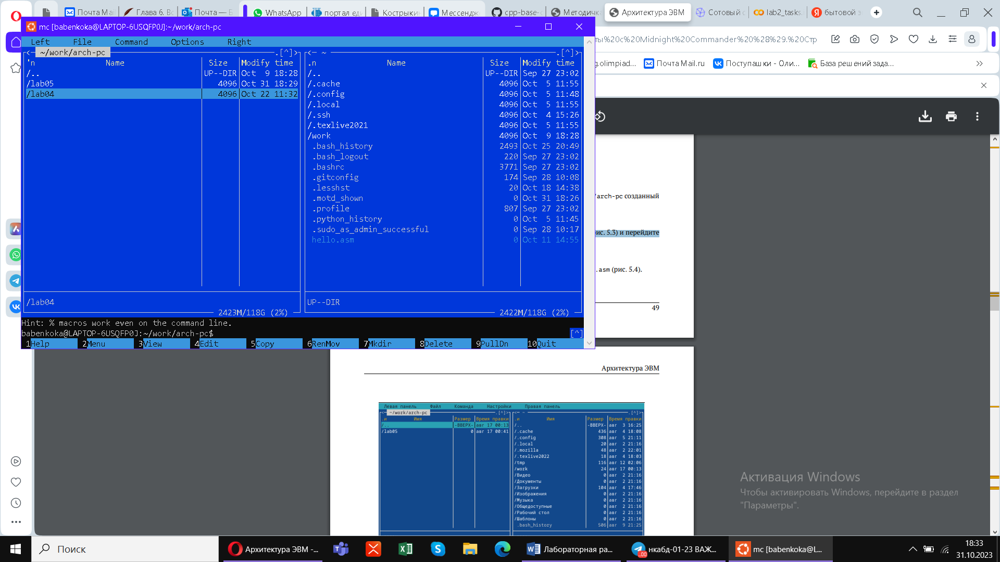 Почта Mail
Глава 6. Вс
Почта — Б
WhatsApp
портал еди
Кострыкин
Мессендж
cpp-base-c
Методичка
Архитектура ЭВМ
Сотовый с
lab2_tasks.
бытовой з
mc [babenkoka@LAPTOP-6USQFP0J]:~/work/arch-pc
ты%20с%20Midnight%20Commander%20%28%29.%20Стр
g.olimpiad...
Почта Mail.ru
Поступашки - Оли...
База решений зада...
Left File Command Options Right
<─ ~/work/arch-pc .[^]>
'n Name Size Modify time
/.. UP--DIR Oct 9 18:28
/lab05 4096 Oct 31 18:29
/lab04 4096 Oct 22 11:32
/lab04
2423M/118G (2%)
<─ ~ .[^]>
.n Name Size Modify time
/.. UP--DIR Sep 27 23:02
/.cache 4096 Oct 5 11:55
/.config 4096 Oct 5 11:48
/.local 4096 Oct 5 11:55
/.ssh 4096 Oct 4 15:26
/.texlive2021 4096 Oct 5 11:55
/work 4096 Oct 9 18:28
.bash_history 2493 Oct 25 20:49
.bash_logout 220 Sep 27 23:02
.bashrc 3771 Sep 27 23:02
.gitconfig 174 Sep 28 10:08
.lesshst 20 Oct 18 14:38
.motd_shown 0 Oct 31 18:26
.profile 807 Sep 27 23:02
.python_history 0 Oct 5 11:45
.sudo_as_admin_successful 0 Sep 28 10:17
hello.asm 0 Oct 11 14:55
UP--DIR
2422M/118G (2%)
Hint: % macros work even on the command line.
babenkoka@LAPTOP-6USQFP0J:~/work/arch-pc$ [^]
1Help 2Menu 3View 4Edit 5Copy 6RenMov 7Mkdir 8Delete 9PullDn 10Quit
/arch-pc созданный
ис. 5.3) и перейдите
.asm (рис. 5.4).
49
Архитектура ЭВМ
Левая панель Файл Команда Настройки Правая панель
<─ ~/work/arch-pc .[^]>
.и Имя Размер Время правки
/.. -ВВЕРХ- авг 17 00:13
/lab05 0 авг 17 00:41
<─ ~ .[^]>
.и Имя Размер Время правки
/.. -ВВЕРХ- авг 3 16:25
/.cache 436 авг 4 18:08
/.config 308 авг 5 21:11
/.local 20 авг 2 21:16
/.mozilla 48 авг 2 22:01
/.texlive2022 18 авг 4 18:03
/tmp 116 авг 12 02:06
/work 24 авг 17 00:13
/Видео 0 авг 2 21:16
/Документы 0 авг 2 21:16
/Загрузки 104 авг 4 17:46
/Изображения 0 авг 2 21:16
/Музыка 0 авг 2 21:16
/Общедоступные 0 авг 2 21:16
/Рабочий стол 0 авг 2 21:16
/Шаблоны 0 авг 2 21:16
.bash_history 506 авг 9 21:25
Активация Windows
Чтобы активировать Windows, перейдите в раздел
"Параметры".
Поиск
Архитектура ЭВМ -...
Лабораторная ра...
нкабд-01-23 ВАЖ...
mc [babenkoka@L...
18:33
31.10.2023